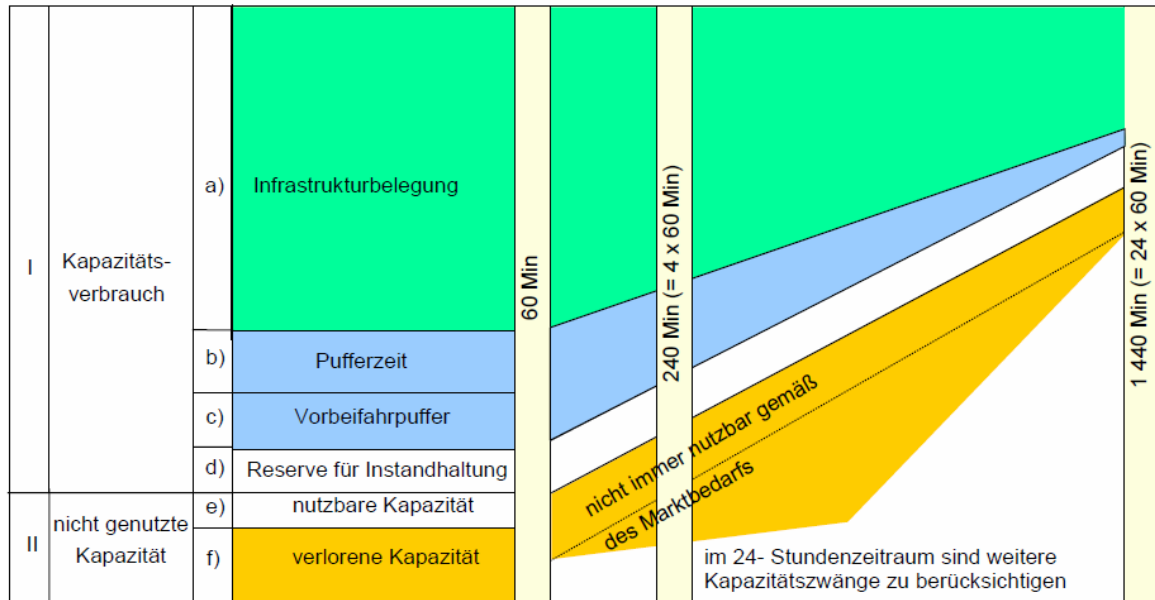 I
Kapazitäts-
verbrauch
a)
Infrastrukturbelegung
b)
Pufferzeit
c)
Vorbeifahrpuffer
d)
Reserve für Instandhaltung
II
nicht genutzte
Kapazität
e)
nutzbare Kapazität
f)
verlorene Kapazität
60 Min
240 Min (= 4 x 60 Min)
1 440 Min (= 24 x 60 Min)
nicht immer nutzbar gemäß
des Marktbedarfs
im 24- Stundenzeitraum sind weitere
Kapazitätszwänge zu berücksichtigen